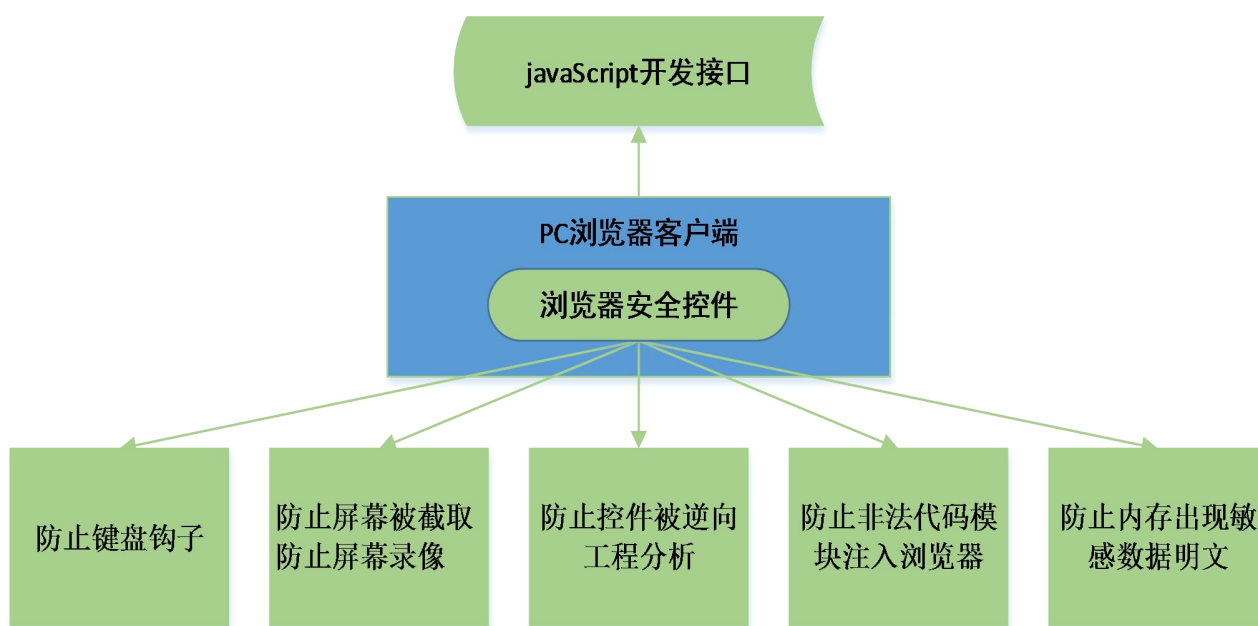 javaScript开发接口
PC浏览器客户端
浏览器安全控件
防止键盘钩子
防止屏幕被截取
防止屏幕录像
防止控件被逆向
工程分析
防止非法代码模
块注入浏览器
防止内存出现敏
感数据明文